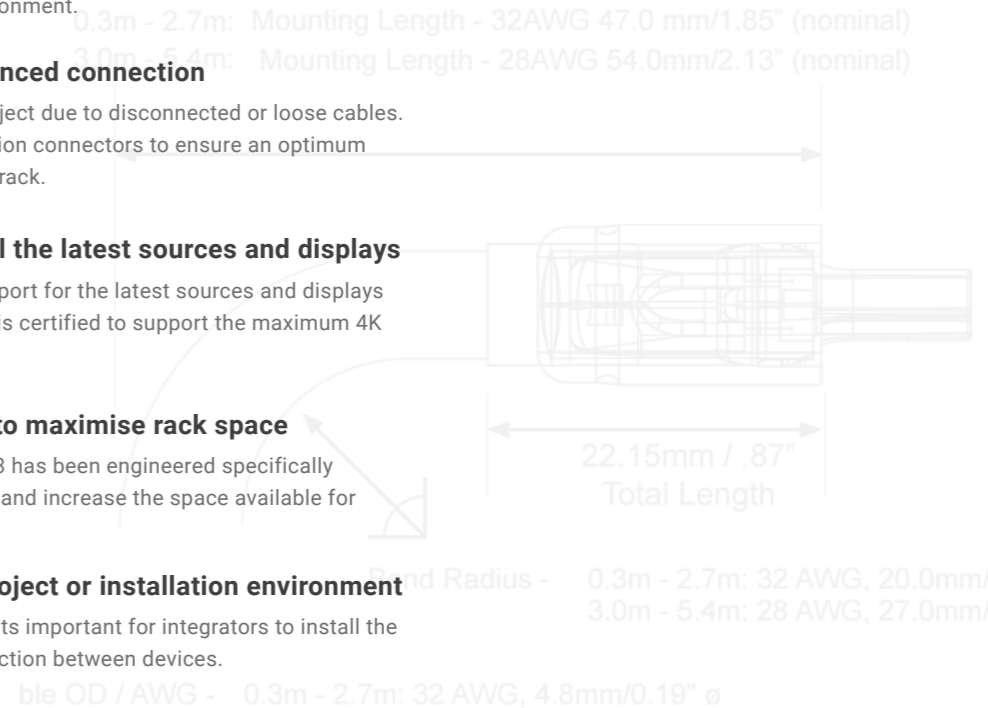 onment.
0.3m - 2.7m: Mounting Length - 32AWG 47.0 mm/1.85" (nominal)
3.0m - 5.4m: Mounting Length - 28AWG 54.0mm/2.13" (nominal)
nced connection
ject due to disconnected or loose cables.
ion connectors to ensure an optimum
rack.
l the latest sources and displays
port for the latest sources and displays
is certified to support the maximum 4K
to maximise rack space
3 has been engineered specifically
and increase the space available for
22.15mm / .87"
Total Length
oject or installation environment
Bend Radius - 0.3m - 2.7m: 32 AWG, 20.0mm/
3.0m - 5.4m: 28 AWG, 27.0mm/
ts important for integrators to install the
ction between devices.
ble OD / AWG - 0.3m - 2.7m: 32 AWG, 4.8mm/0.19" ø